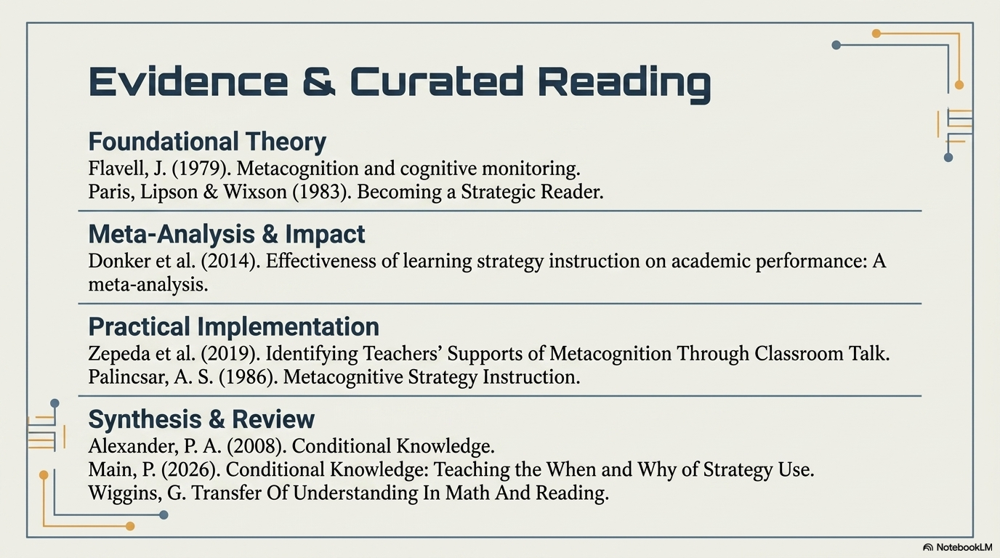 Evidence & Curated Reading
Foundational Theory
Flavell, J. (1979). Metacognition and cognitive monitoring.
Paris, Lipson & Wixson (1983). Becoming a Strategic Reader.
Meta-Analysis & Impact
Donker et al. (2014). Effectiveness of learning strategy instruction on academic performance: A
meta-analysis.
Practical Implementation
Zepeda et al. (2019). Identifying Teachers’ Supports of Metacognition Through Classroom Talk.
Palincsar, A. S. (1986). Metacognitive Strategy Instruction.
Synthesis & Review
Alexander, P. A. (2008). Conditional Knowledge.
Main, P. (2026). Conditional Knowledge: Teaching the When and Why of Strategy Use.
Wiggins, G. Transfer Of Understanding In Math And Reading.
NotebookLM